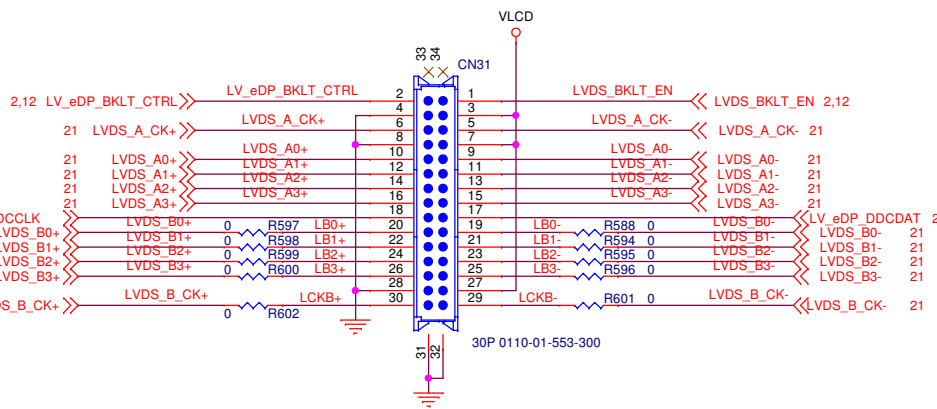 VLCD
33 34
CN31
2,12 LV_eDP_BKLT_CTRL LV_eDP_BKLT_CTRL 2 1 LVDS_BKLT_EN LVDS_BKLT_EN 2,12
4 3
21 LVDS_A_CK+ LVDS_A_CK+ 6 5 LVDS_A_CK- LVDS_A_CK- 21
8 7
21 LVDS_A0+ LVDS_A0+ 10 9 LVDS_A0- LVDS_A0- 21
21 LVDS_A1+ LVDS_A1+ 12 11 LVDS_A1- LVDS_A1- 21
21 LVDS_A2+ LVDS_A2+ 14 13 LVDS_A2- LVDS_A2- 21
21 LVDS_A3+ LVDS_A3+ 16 15 LVDS_A3- LVDS_A3- 21
DCCLK 18 17 LV_eDP_DDCDAT 2
LVDS_B0+ LVDS_B0+ 0 R597 LB0+ 20 19 LB0- R588 0 LVDS_B0- LVDS_B0- 21
LVDS_B1+ LVDS_B1+ 0 R598 LB1+ 22 21 LB1- R594 0 LVDS_B1- LVDS_B1- 21
LVDS_B2+ LVDS_B2+ 0 R599 LB2+ 24 23 LB2- R595 0 LVDS_B2- LVDS_B2- 21
LVDS_B3+ LVDS_B3+ 0 R600 LB3+ 26 25 LB3- R596 0 LVDS_B3- LVDS_B3- 21
28 27
DS_B_CK+ LVDS_B_CK+ 0 R602 LCKB+ 30 29 LCKB- R601 0 LVDS_B_CK- LVDS_B_CK- 21
31 32
30P 0110-01-553-300